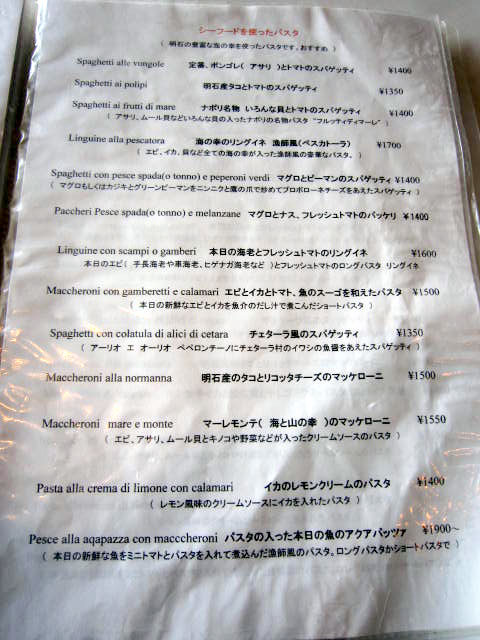 シーフードを使ったパスタ
( 明石の豊富な魚の幸を使ったパスタです。おすすめ )
Spaghetti alle vongole 定番、ボンゴレ( アサリ )とトマトのスパゲッティ ¥1400
Spaghetti ai polipi 明石産タコとトマトのスパゲッティ ¥1350
Spaghetti ai frutti di mare ナポリ名物 いろんな貝とトマトのスパゲッティ ¥1400
( アサリ、ムール貝などいろんな貝の入ったナポリの名物パスタ “フルッティディマーレ” )
Linguine alla pescatora 海の幸のリングイネ 漁師風(ペスカトーラ) ¥1700
( エビ、イカ、貝など全ての海の幸が入った漁師風の豪華なパスタ。 )
Spaghetti con pesce spada(o tonno) e peperoni verdi マグロとピーマンのスパゲッティ ¥1400
( マグロもしくはカジキとグリーンピーマンをニンニクと鷹の爪で炒めてプロボローネチーズをあえたスパゲッティ )
Paccheri Pesce spada(o tonno) e melanzane マグロとナス、フレッシュトマトのパッケリ ¥1400
Linguine con scampi o gamberi 本日の海老とフレッシュトマトのリングイネ ¥1600
本日のエビ( 手長海老や車海老、ヒゲナガ海老など )とフレッシュトマトのロングパスタ リングイネ
Maccheroni con gamberetti e calamari エビとイカとトマト、魚のスーゴを和えたパスタ ¥1500
( 本日の新鮮なエビとイカを魚介のだし汁で煮こんだショートパスタ )
Spaghetti con colatula di alici di cetara チェターラ風のスパゲッティ ¥1350
( アーリオ エ オーリオ ペペロンチーノにチェターラ村のイワシの魚醤をあえたスパゲッティ )
Maccheroni alla normanna 明石産のタコとリコッタチーズのマッケローニ ¥1500
Maccheroni mare e monte マーレモンテ( 海と山の幸 )のマッケローニ ¥1550
( エビ、アサリ、ムール貝とキノコや野菜などが入ったクリームソースのパスタ )
Pasta alla crema di limone con calamari イカのレモンクリームのパスタ ¥1400
( レモン風味のクリームソースにイカを入れたパスタ )
Pesce alla aqapazza con macccheroni パスタの入った本日の魚のアクアパッツァ ¥1900~
( 本日の新鮮な魚をミニトマトとパスタを入れて煮込んだ漁師風のパスタ。ロングパスタかショートパスタで )